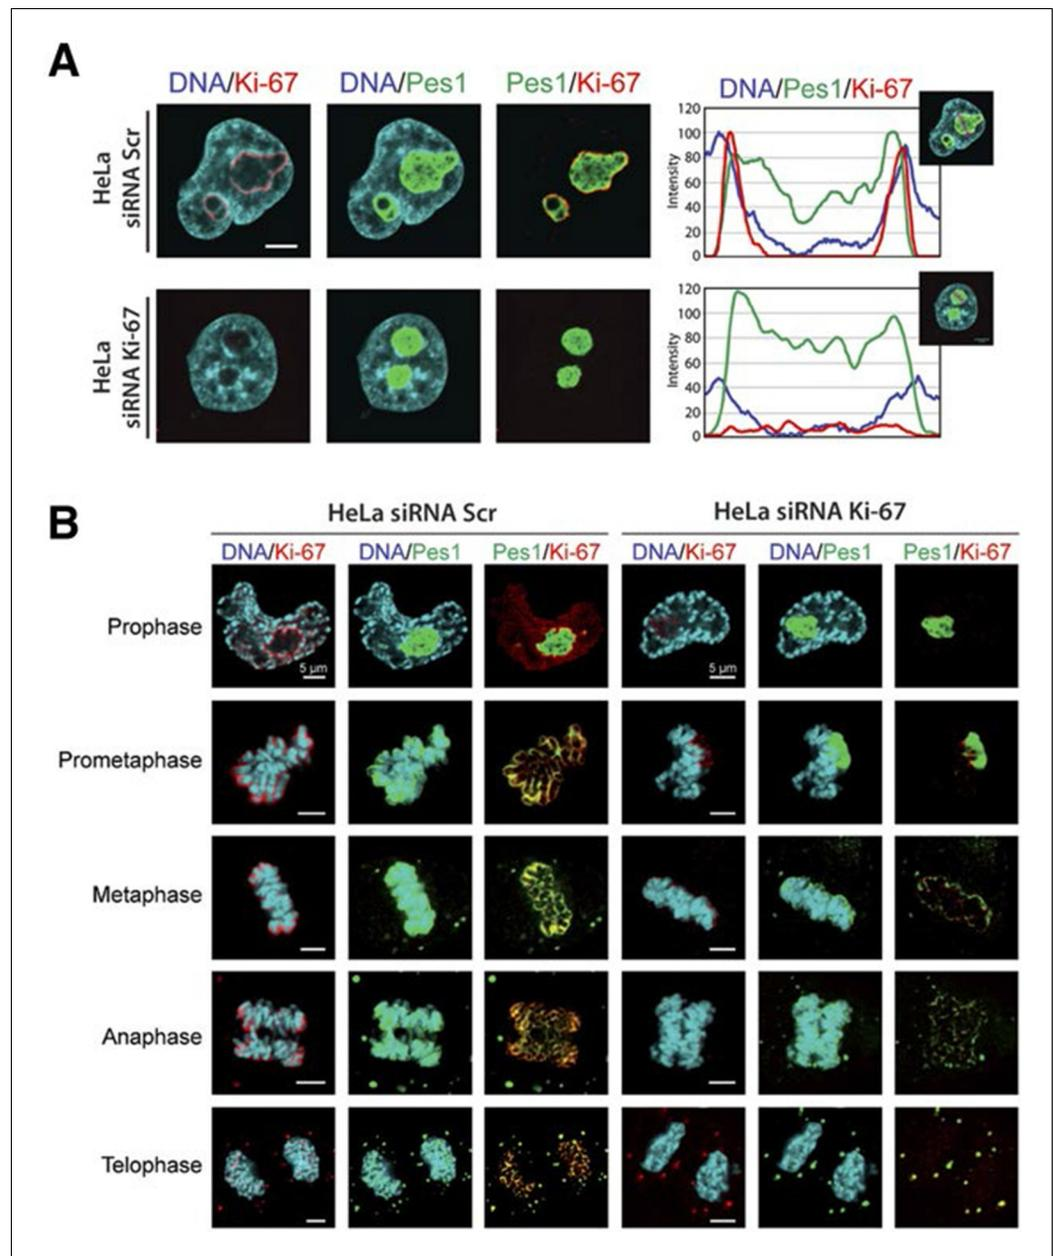 A
DNA/Ki-67 DNA/Pes1 Pes1/Ki-67 DNA/Pes1/Ki-67
HeLa
siRNA Scr
Intensity
120
100
80
60
40
20
0
HeLa
siRNA Ki-67
Intensity
120
100
80
60
40
20
0
B
HeLa siRNA Scr HeLa siRNA Ki-67
DNA/Ki-67 DNA/Pes1 Pes1/Ki-67 DNA/Ki-67 DNA/Pes1 Pes1/Ki-67
Prophase
5 µm 5 µm
Prometaphase
Metaphase
Anaphase
Telophase